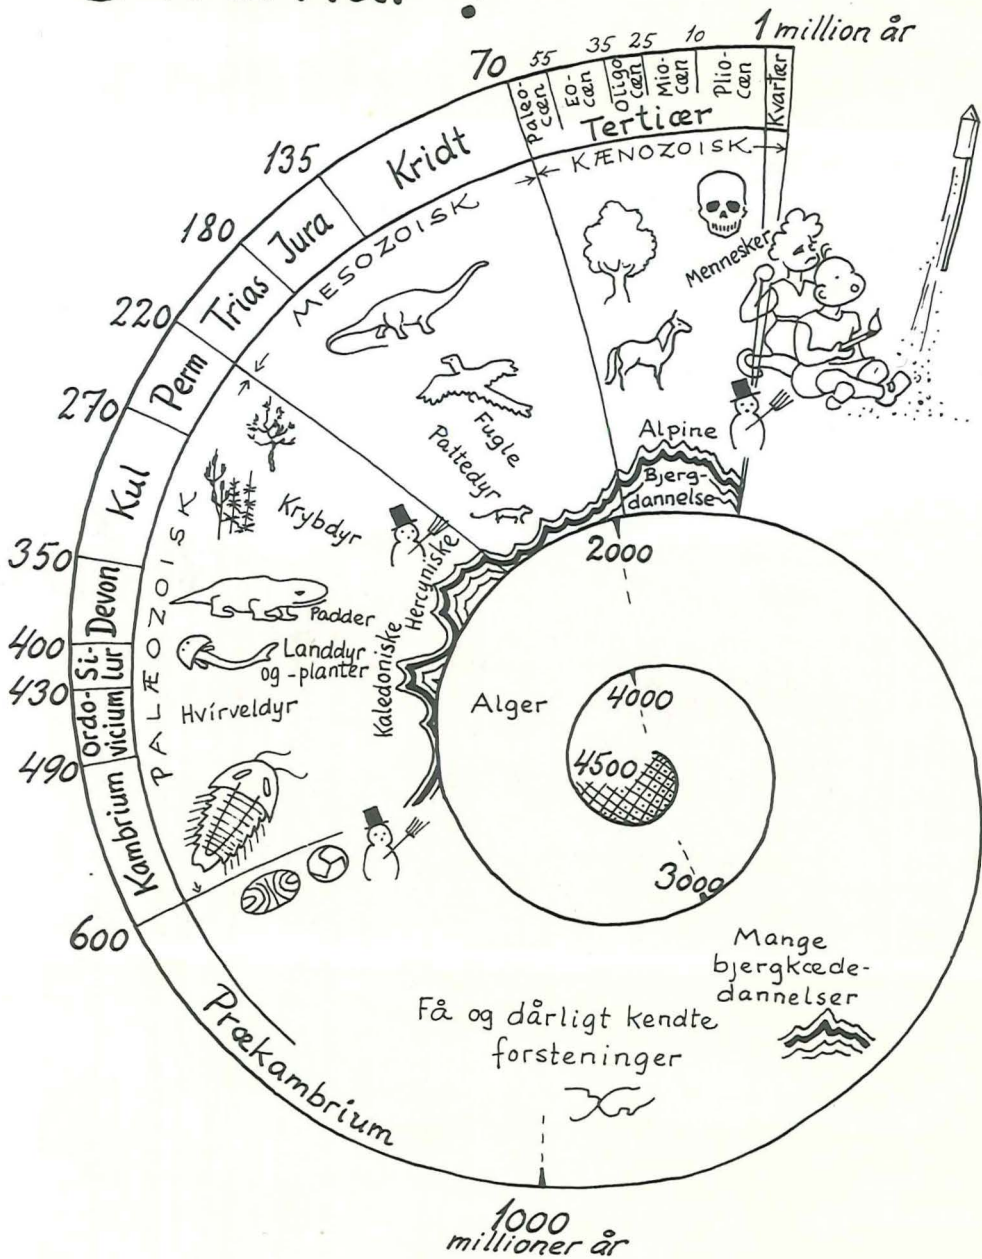 70
55
35
25
10
1 million år
Paleo-
cæn
Eo-
cæn
Oligo
cæn
Mio-
cæn
Plio-
cæn
Kvartær
Tertiær
KÆNOZOISK
135
Kridt
180
Jura
MESOZOISK
220
Trias
270
Perm
Kul
350
Devon
400
Si-
lur
430
Ordo-
vicium
490
Kambrium
600
PALÆOZOISK
Mennesker
Fugle
Pattedyr
Alpine
Bjerg-
dannelse
Krybdyr
Hercyniske
Padder
Landdyr
og -planter
Kaledoniske
Hvirveldyr
2000
Alger
4000
4500
3000
Mange
bjergkæde-
dannelser
Få og dårligt kendte
forsteninger
Prækambrium
1000
millioner år